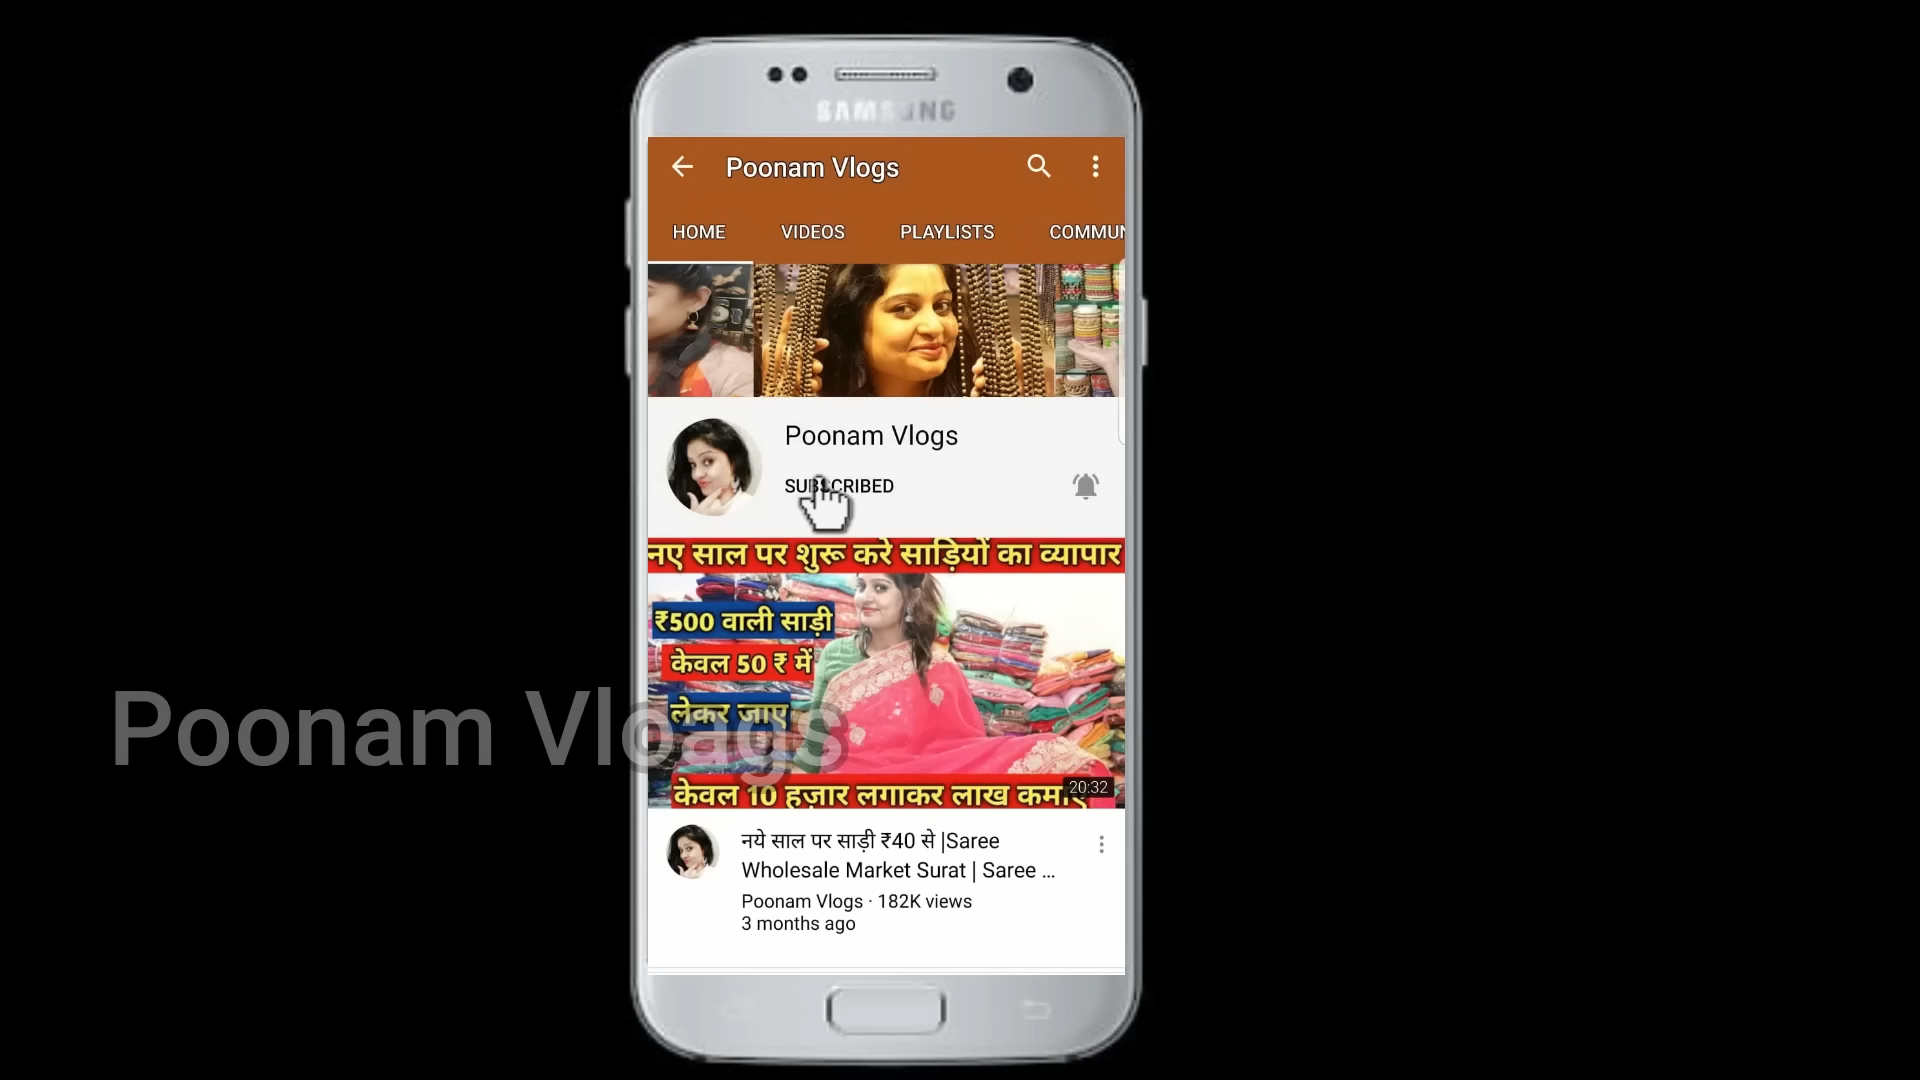 SAMSUNG
Poonam Vlogs
HOME VIDEOS PLAYLISTS COMMUN
Poonam Vlogs
SUBSCRIBED
नए साल पर शुरू करे साड़ियों का व्यापार
₹500 वाली साड़ी
केवल 50 ₹ में
लेकर जाए
Poonam Vloags
केवल 10 हज़ार लगाकर लाख कमाए
20:32
नये साल पर साड़ी ₹40 से |Saree
Wholesale Market Surat | Saree ...
Poonam Vlogs · 182K views
3 months ago